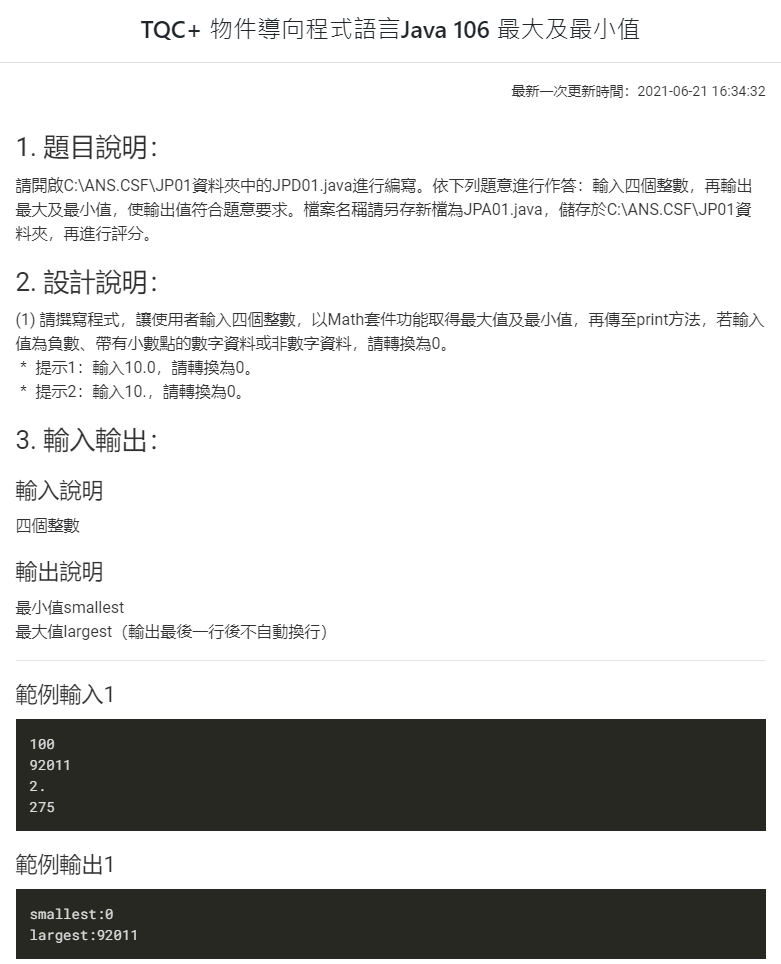 TQC+ 物件導向程式語言Java 106 最大及最小值
最新一次更新時間：2021-06-21 16:34:32
1. 題目說明：
請開啟C:\ANS.CSF\JP01資料夾中的JPD01.java進行編寫。依下列題意進行作答：輸入四個整數，再輸出
最大及最小值，使輸出值符合題意要求。檔案名稱請另存新檔為JPA01.java，儲存於C:\ANS.CSF\JP01資
料夾，再進行評分。
2. 設計說明：
(1) 請撰寫程式，讓使用者輸入四個整數，以Math套件功能取得最大值及最小值，再傳至print方法，若輸入
值為負數、帶有小數點的數字資料或非數字資料，請轉換為0。
* 提示1：輸入10.0，請轉換為0。
* 提示2：輸入10.，請轉換為0。
3. 輸入輸出：
輸入說明
四個整數
輸出說明
最小值smallest
最大值largest（輸出最後一行後不自動換行）
範例輸入1
100
92011
2.
275
範例輸出1
smallest:0
largest:92011